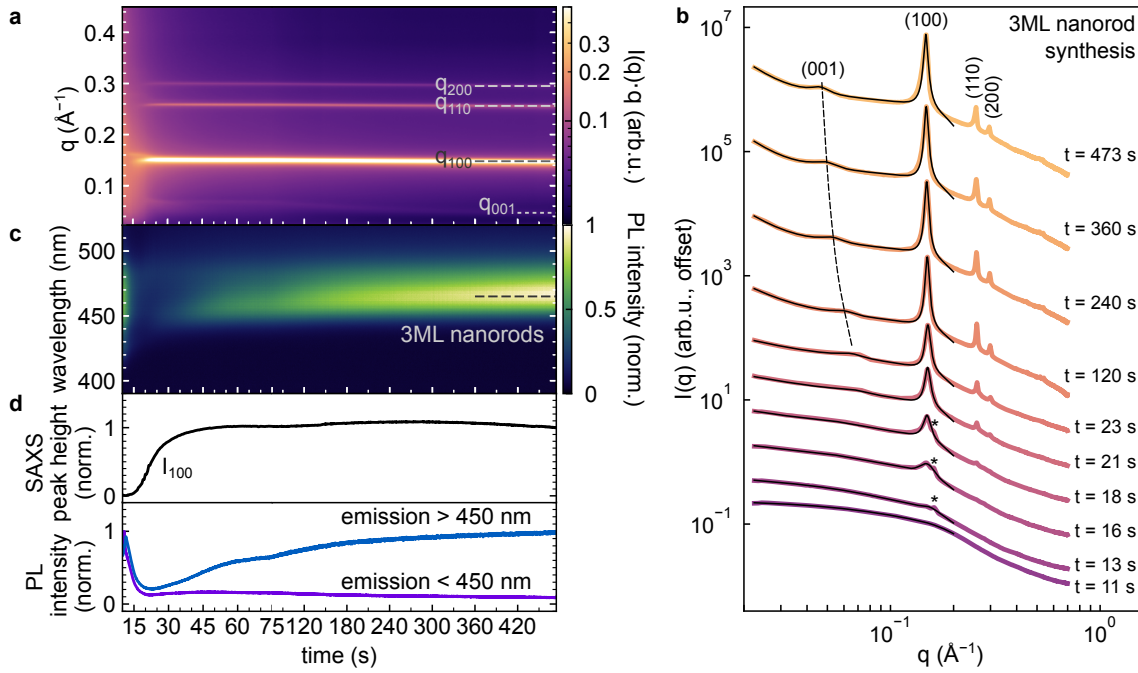 a
0.4
0.3
0.2
0.1
q (Å⁻¹)
q₂₀₀
q₁₁₀
q₁₀₀
q₀₀₁
0.3
0.2
0.1
I(q)·q (arb.u.)
c
500
450
400
wavelength (nm)
3ML nanorods
1
0.5
0
PL intensity (norm.)
d
1
0
SAXS
peak height
(norm.)
I₁₀₀
1
0
PL
intensity
(norm.)
emission > 450 nm
emission < 450 nm
15 30 45 60 75 120 180 240 300 360 420
time (s)
b
10⁷
10⁵
10³
10¹
10⁻¹
I(q) (arb.u., offset)
3ML nanorod
synthesis
(100)
(001)
(110)
(200)
*
*
*
t = 473 s
t = 360 s
t = 240 s
t = 120 s
t = 23 s
t = 21 s
t = 18 s
t = 16 s
t = 13 s
t = 11 s
10⁻¹ 10⁰
q (Å⁻¹)